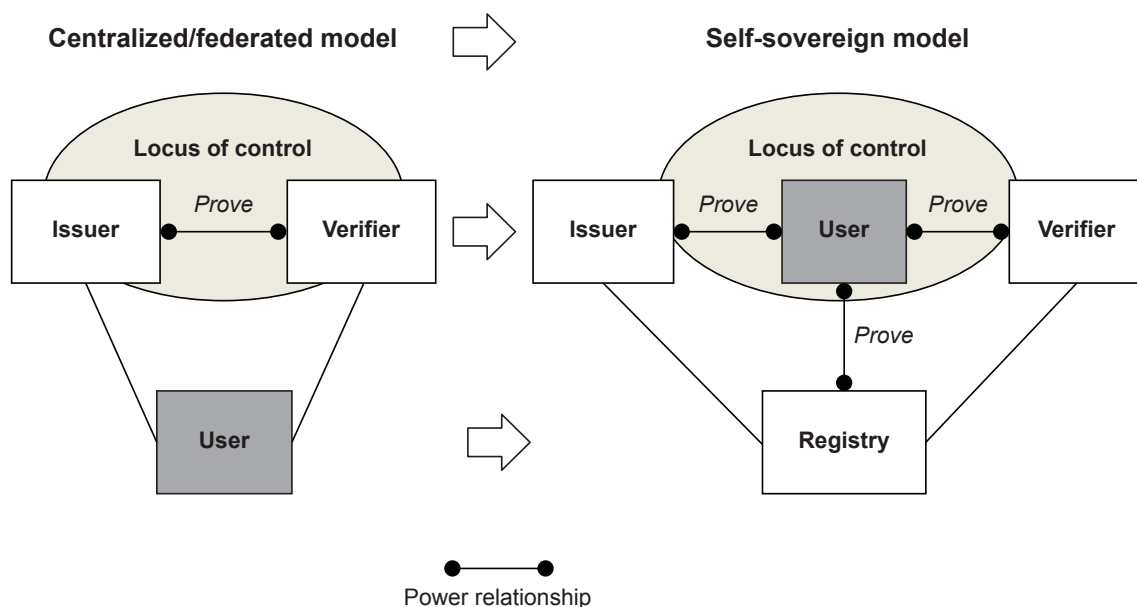 Centralized/federated model
Self-sovereign model
Locus of control
Prove
Issuer
Verifier
User
Locus of control
Prove
Prove
Issuer
User
Verifier
Prove
Registry
Power relationship